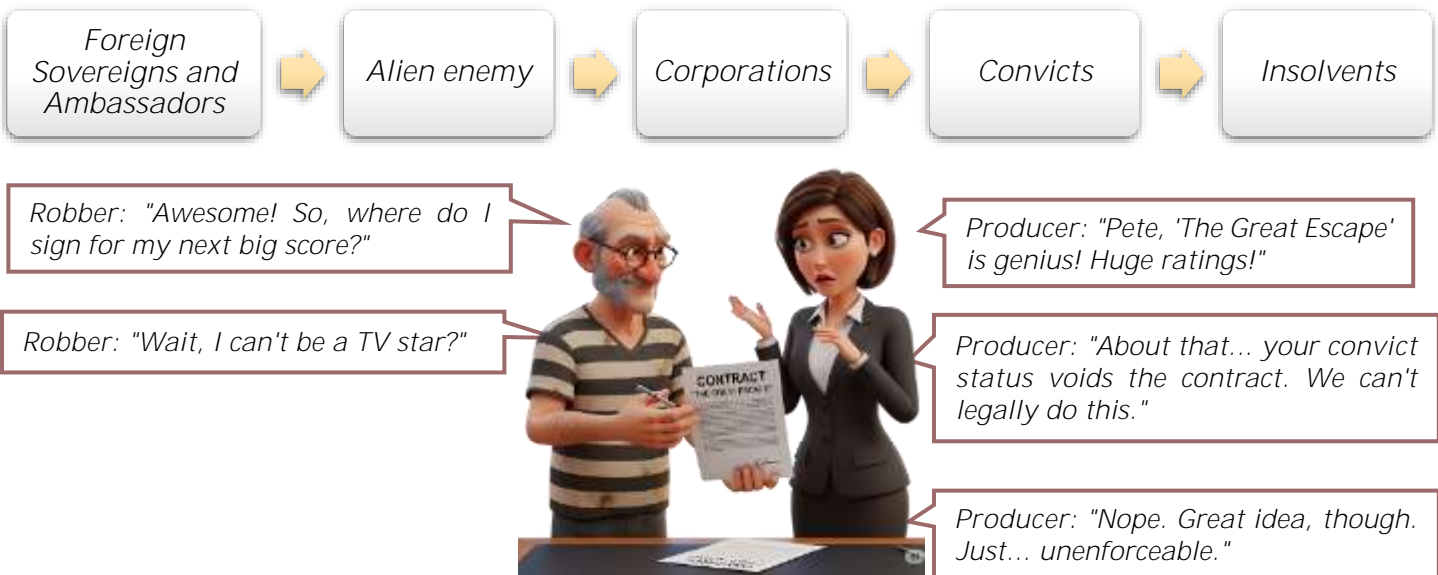 Foreign
Sovereigns and
Ambassadors
Alien enemy
Corporations
Convicts
Insolvents
Robber: "Awesome! So, where do I
sign for my next big score?"
Producer: "Pete, 'The Great Escape'
is genius! Huge ratings!"
Robber: "Wait, I can't be a TV star?"
Producer: "About that... your convict
status voids the contract. We can't
legally do this."
CONTRACT
Producer: "Nope. Great idea, though.
Just... unenforceable."